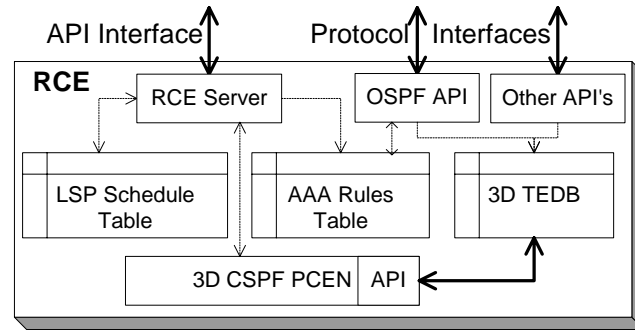 API Interface
Protocol Interfaces
RCE
RCE Server
OSPF API
Other API's
LSP Schedule
Table
AAA Rules
Table
3D TEDB
3D CSPF PCEN
API